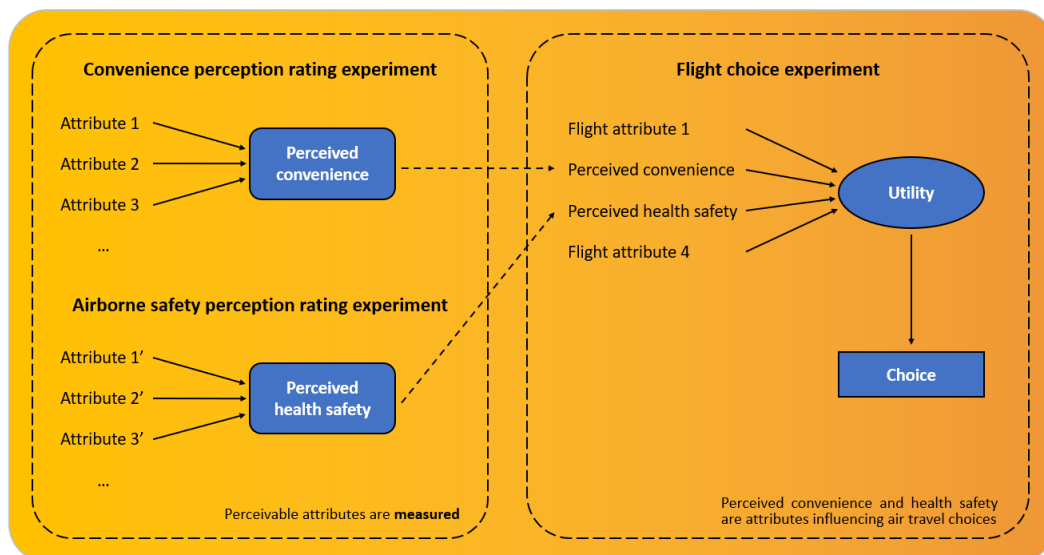 Convenience perception rating experiment
Attribute 1
Attribute 2
Attribute 3
...
Perceived
convenience
Airborne safety perception rating experiment
Attribute 1’
Attribute 2’
Attribute 3’
...
Perceived
health safety
Perceivable attributes are measured
Flight choice experiment
Flight attribute 1
Perceived convenience
Perceived health safety
Flight attribute 4
Utility
Choice
Perceived convenience and health safety
are attributes influencing air travel choices